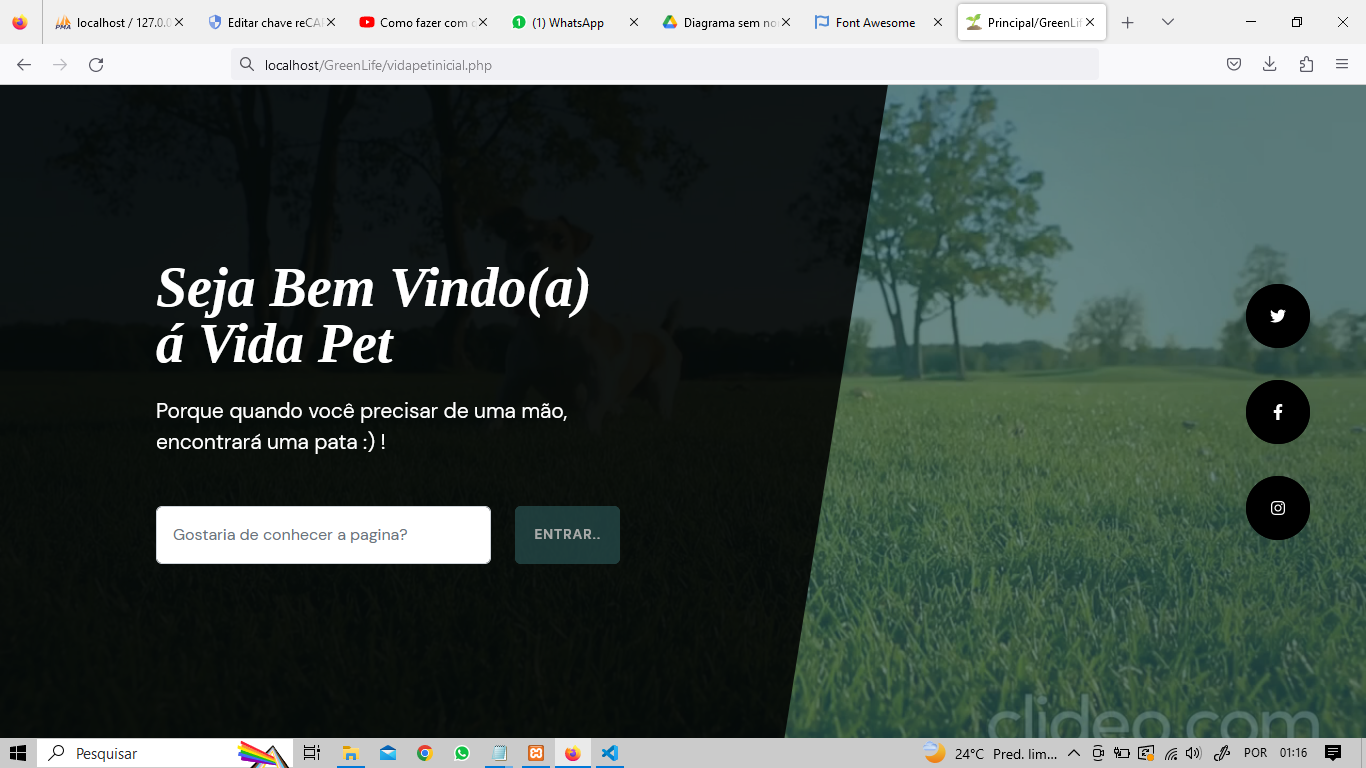 localhost / 127.0.0
Editar chave reCA
Como fazer com
(1) WhatsApp
Diagrama sem no
Font Awesome
Principal/GreenLif
localhost/GreenLife/vidapetinicial.php
Seja Bem Vindo(a)
á Vida Pet
Porque quando você precisar de uma mão,
encontrará uma pata :) !
Gostaria de conhecer a pagina?
ENTRAR..
clideo.com
Pesquisar
24°C Pred. lim...
POR
01:16